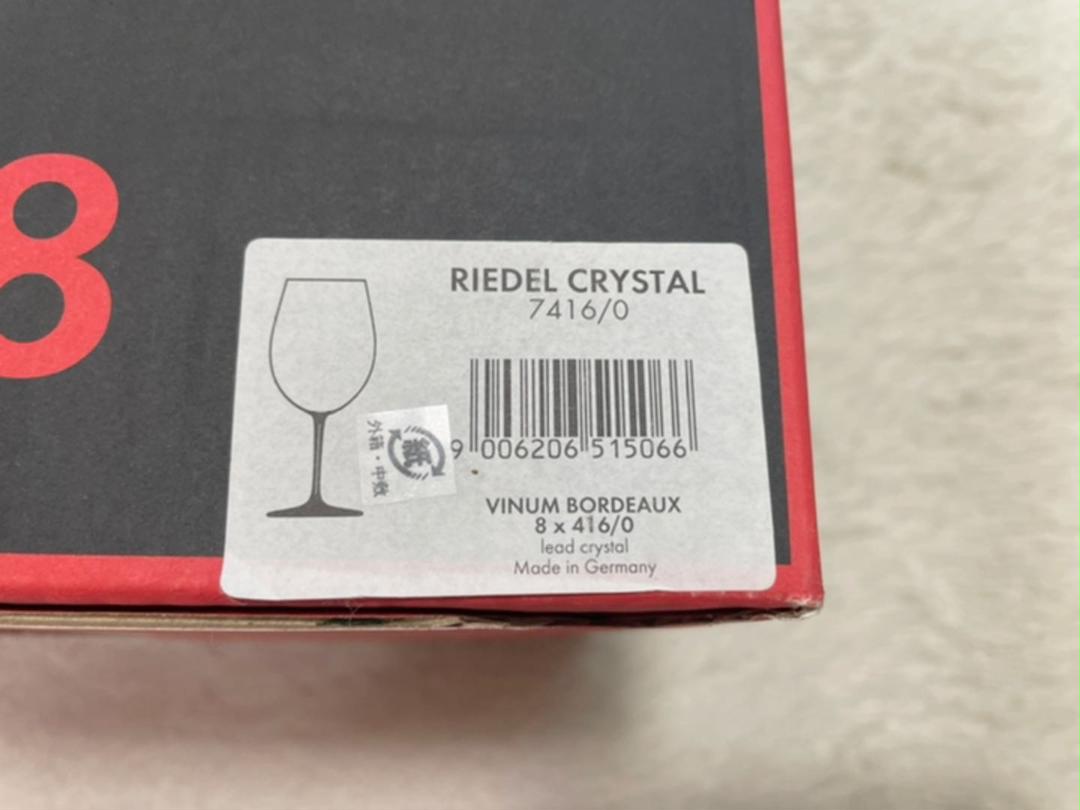 8
RIEDEL CRYSTAL
7416/0
9 006206 515066
紙
外箱・中敷
VINUM BORDEAUX
8 x 416/0
lead crystal
Made in Germany